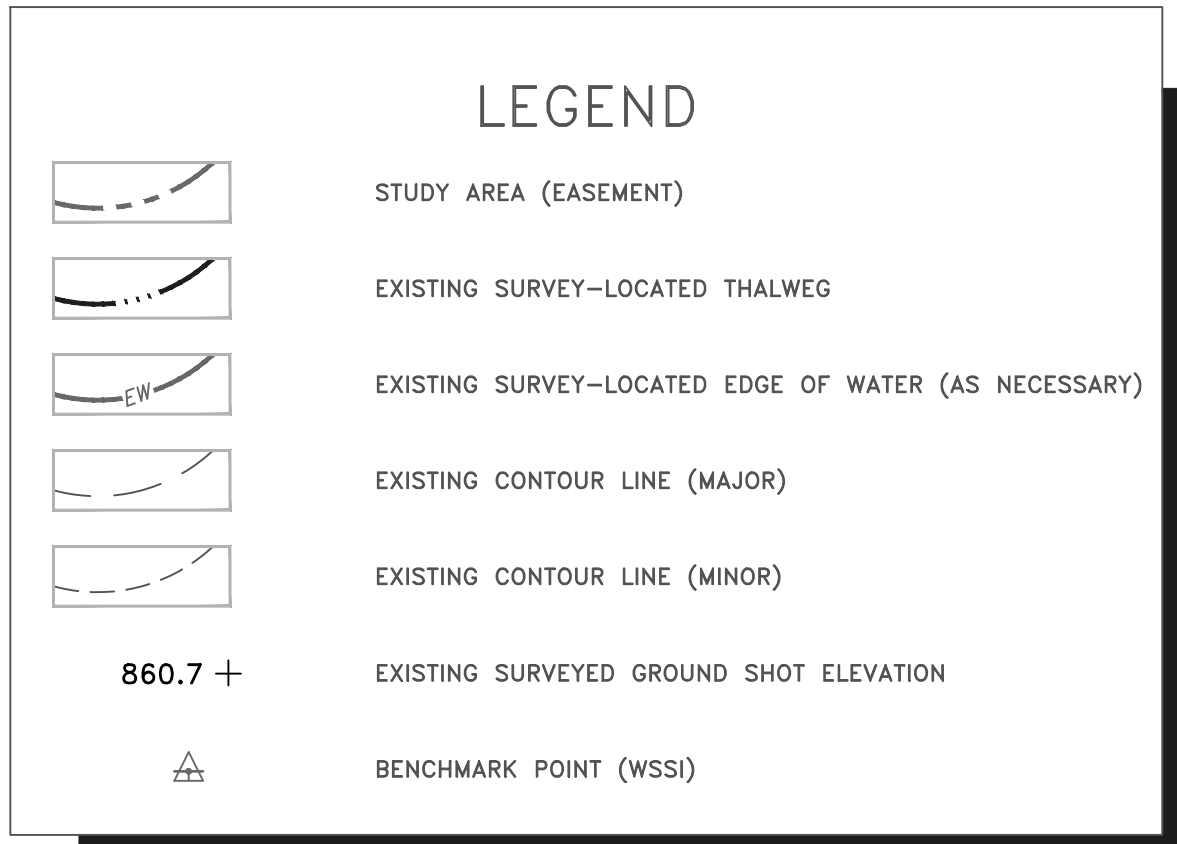 LEGEND
STUDY AREA (EASEMENT)
EXISTING SURVEY-LOCATED THALWEG
EW
EXISTING SURVEY-LOCATED EDGE OF WATER (AS NECESSARY)
EXISTING CONTOUR LINE (MAJOR)
EXISTING CONTOUR LINE (MINOR)
860.7 + EXISTING SURVEYED GROUND SHOT ELEVATION
BENCHMARK POINT (WSSI)